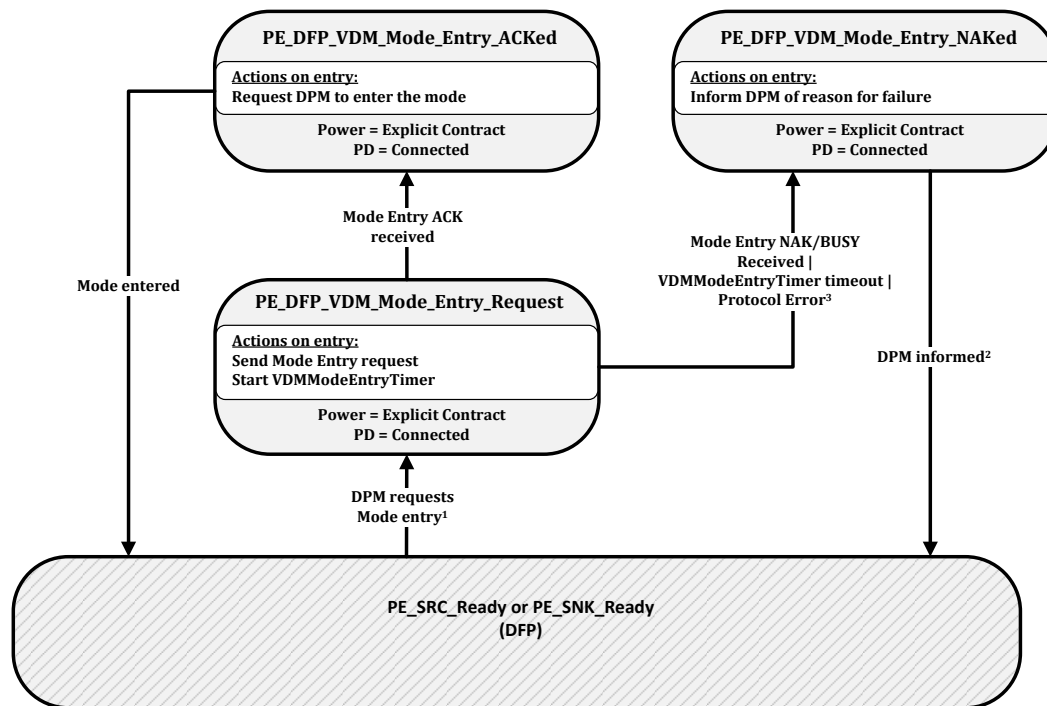 PE_DFP_VDM_Mode_Entry_ACKed
Actions on entry:
Request DPM to enter the mode
Power = Explicit Contract
PD = Connected
PE_DFP_VDM_Mode_Entry_NAKed
Actions on entry:
Inform DPM of reason for failure
Power = Explicit Contract
PD = Connected
Mode Entry ACK
received
Mode Entry NAK/BUSY
Received |
VDMModeEntryTimer timeout |
Protocol Error³
Mode entered
PE_DFP_VDM_Mode_Entry_Request
Actions on entry:
Send Mode Entry request
Start VDMModeEntryTimer
Power = Explicit Contract
PD = Connected
DPM informed²
DPM requests
Mode entry¹
PE_SRC_Ready or PE_SNK_Ready
(DFP)